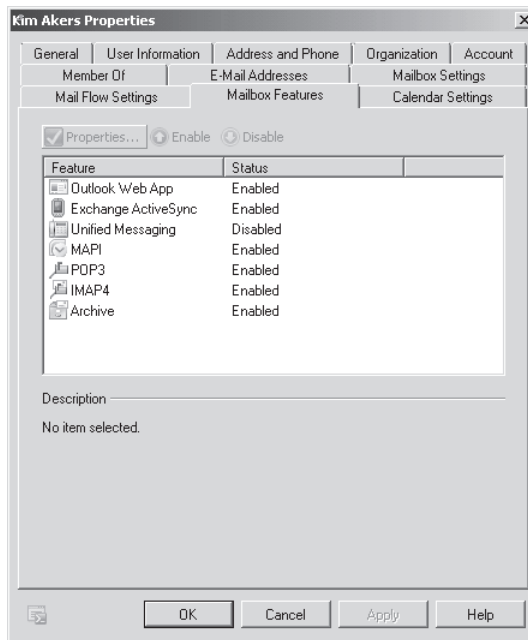 Kim Akers Properties
General User Information Address and Phone Organization Account
Member Of E-Mail Addresses Mailbox Settings
Mail Flow Settings Mailbox Features Calendar Settings
Properties... Enable Disable
Feature Status
Outlook Web App Enabled
Exchange ActiveSync Enabled
Unified Messaging Disabled
MAPI Enabled
POP3 Enabled
IMAP4 Enabled
Archive Enabled
Description
No item selected.
OK Cancel Apply Help